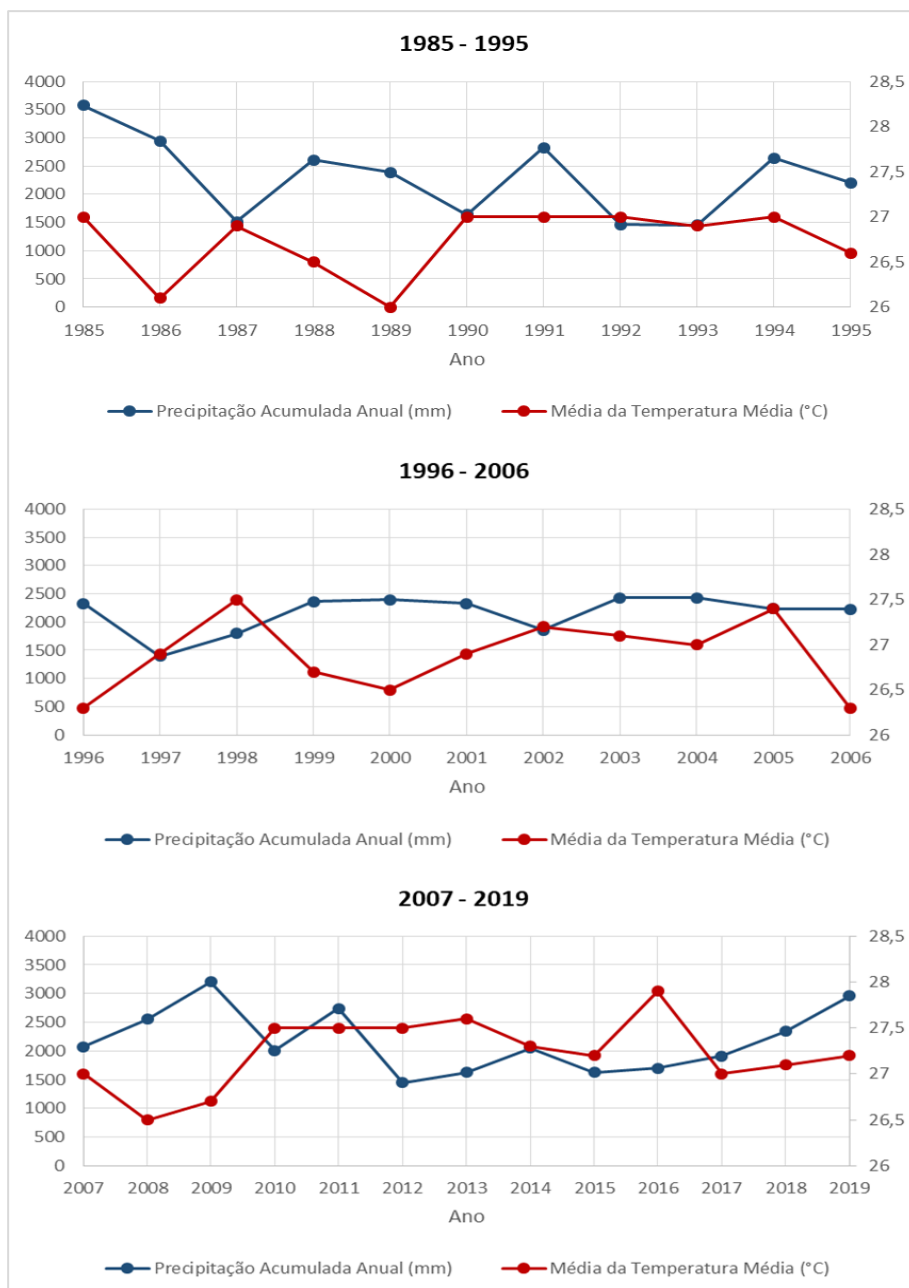 1985 - 1995
4000 28,5
3500 28
3000
2500 27,5
2000
27
1500
1000 26,5
500
0 26
1985 1986 1987 1988 1989 1990 1991 1992 1993 1994 1995
Ano
Precipitação Acumulada Anual (mm) Média da Temperatura Média (°C)
1996 - 2006
4000 28,5
3500
28
3000
2500 27,5
2000
27
1500
1000 26,5
500
0 26
1996 1997 1998 1999 2000 2001 2002 2003 2004 2005 2006
Ano
Precipitação Acumulada Anual (mm) Média da Temperatura Média (°C)
2007 - 2019
4000 28,5
3500
28
3000
2500 27,5
2000
27
1500
1000 26,5
500
0 26
2007 2008 2009 2010 2011 2012 2013 2014 2015 2016 2017 2018 2019
Ano
Precipitação Acumulada Anual (mm) Média da Temperatura Média (°C)